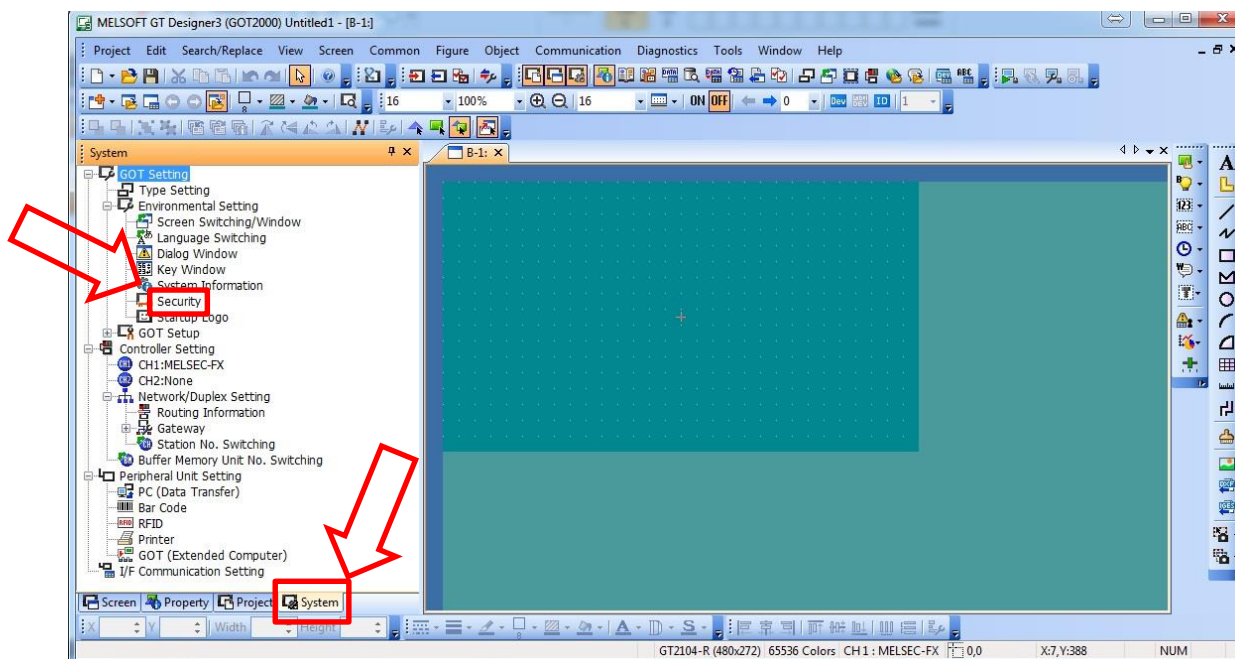 MELSOFT GT Designer3 (GOT2000) Untitled1 - [B-1:]
Project Edit Search/Replace View Screen Common Figure Object Communication Diagnostics Tools Window Help
16 100% 16 ON OFF 0 Dev ID 1
System
B-1:
GOT Setting
Type Setting
Environmental Setting
Screen Switching/Window
Language Switching
Dialog Window
Key Window
System Information
Security
Startup Logo
GOT Setup
Controller Setting
CH1:MELSEC-FX
CH2:None
Network/Duplex Setting
Routing Information
Gateway
Station No. Switching
Buffer Memory Unit No. Switching
Peripheral Unit Setting
PC (Data Transfer)
Bar Code
RFID
Printer
GOT (Extended Computer)
I/F Communication Setting
Screen Property Project System
X Y Width Height
GT2104-R (480x272) 65536 Colors CH 1 : MELSEC-FX 0,0 X:7,Y:388 NUM